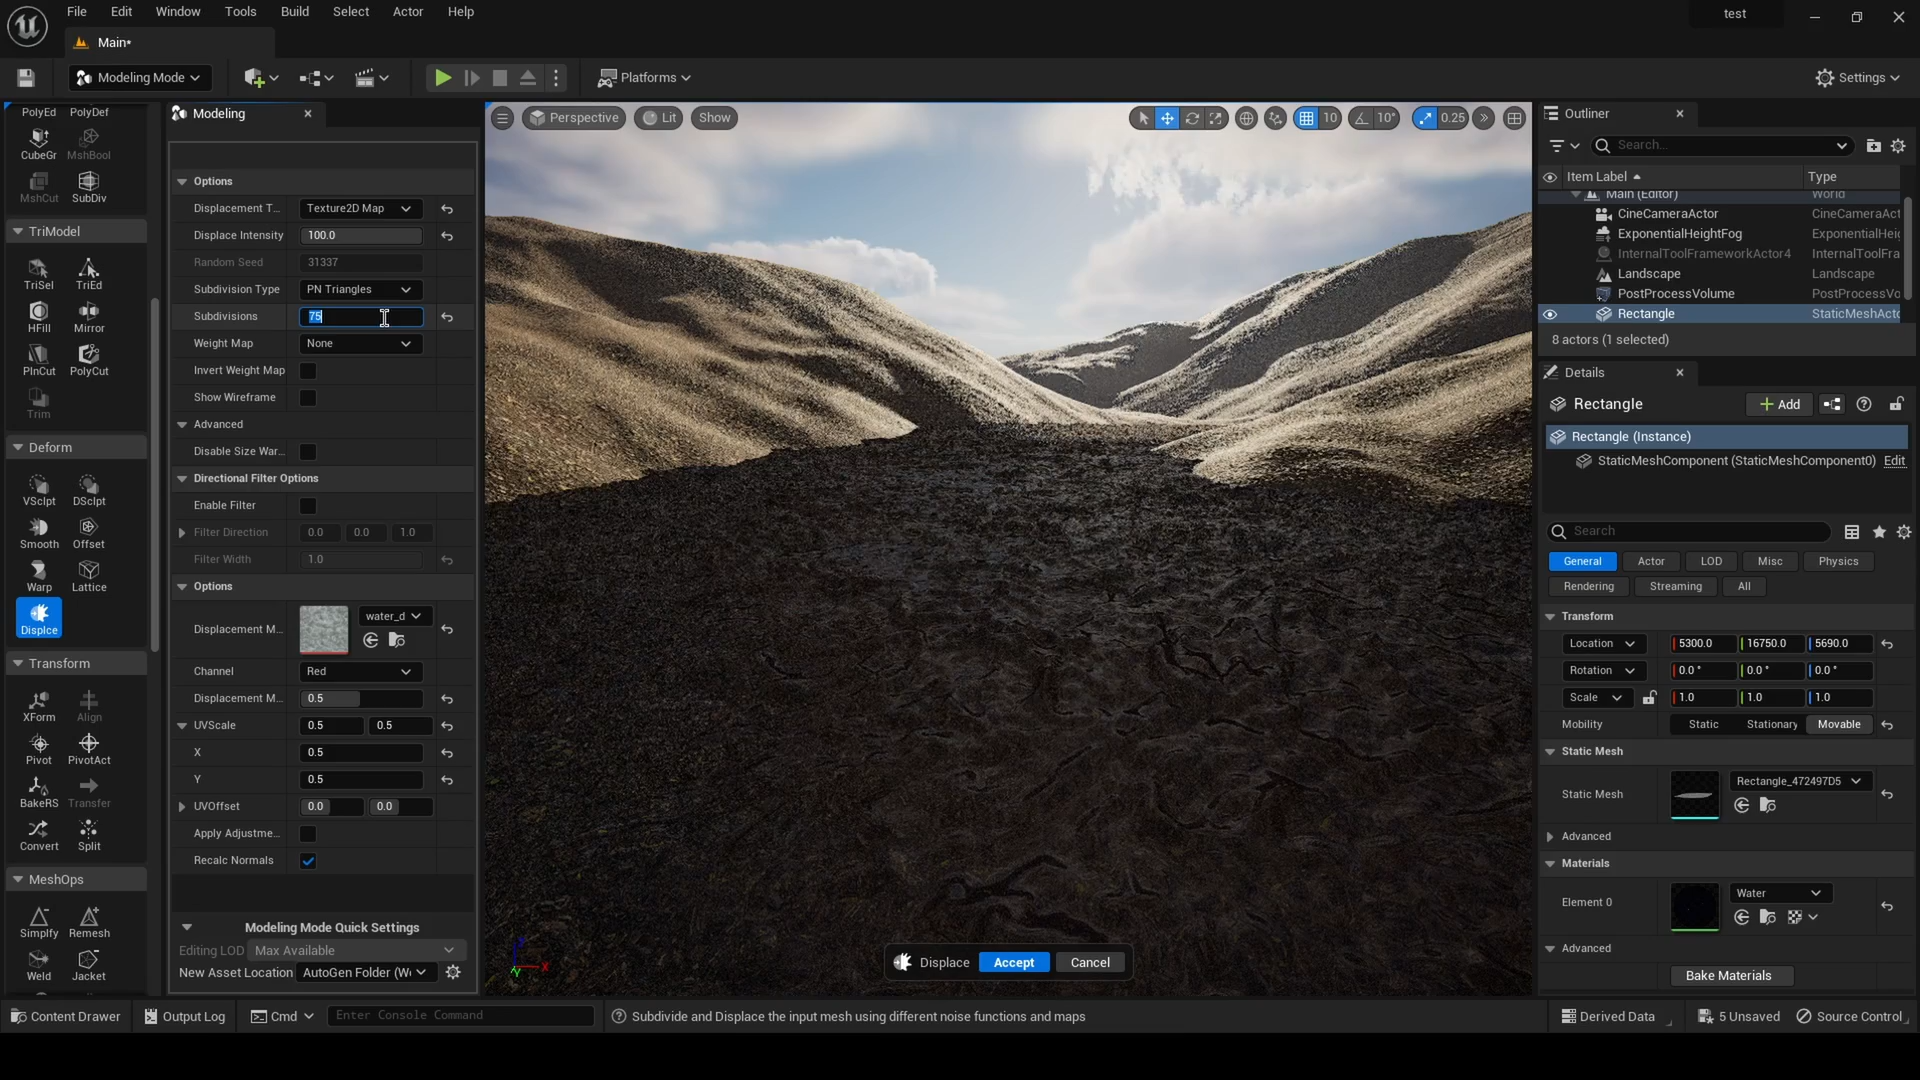 File Edit Window Tools Build Select Actor Help
test
Main*
Modeling Mode
Platforms
Settings
PolyEd PolyDef
CubeGr MshBool
MshCut SubDiv
TriModel
TriSel TriEd
HFill Mirror
PlnCut PolyCut
Trim
Deform
VSclpt DSclpt
Smooth Offset
Warp Lattice
Displce
Transform
XForm Align
Pivot PivotAct
BakeRS Transfer
Convert Split
MeshOps
Simplfy Remesh
Weld Jacket
Modeling
Options
Displacement T... Texture2D Map
Displace Intensity 100.0
Random Seed 31337
Subdivision Type PN Triangles
Subdivisions 75
Weight Map None
Invert Weight Map
Show Wireframe
Advanced
Disable Size War...
Directional Filter Options
Enable Filter
Filter Direction 0.0 0.0 1.0
Filter Width 1.0
Options
Displacement M... water_d
Channel Red
Displacement M... 0.5
UVScale 0.5 0.5
X 0.5
Y 0.5
UVOffset 0.0 0.0
Apply Adjustme...
Recalc Normals
Modeling Mode Quick Settings
Editing LOD Max Available
New Asset Location AutoGen Folder (W
Perspective Lit Show
10 10° 0.25
X
Y
Displace Accept Cancel
Outliner
Search...
Item Label Type
Main (Editor) World
CineCameraActor CineCameraAct
ExponentialHeightFog ExponentialHeig
InternalToolFrameworkActor4 InternalToolFra
Landscape Landscape
PostProcessVolume PostProcessVo
Rectangle StaticMeshActo
8 actors (1 selected)
Details
Rectangle Add
Rectangle (Instance)
StaticMeshComponent (StaticMeshComponent0) Edit
Search
General Actor LOD Misc Physics
Rendering Streaming All
Transform
Location 5300.0 16750.0 5690.0
Rotation 0.0 ° 0.0 ° 0.0 °
Scale 1.0 1.0 1.0
Mobility Static Stationary Movable
Static Mesh
Static Mesh Rectangle_472497D5
Advanced
Materials
Element 0 Water
Advanced
Bake Materials
Content Drawer Output Log Cmd Enter Console Command
Subdivide and Displace the input mesh using different noise functions and maps
Derived Data 5 Unsaved Source Control